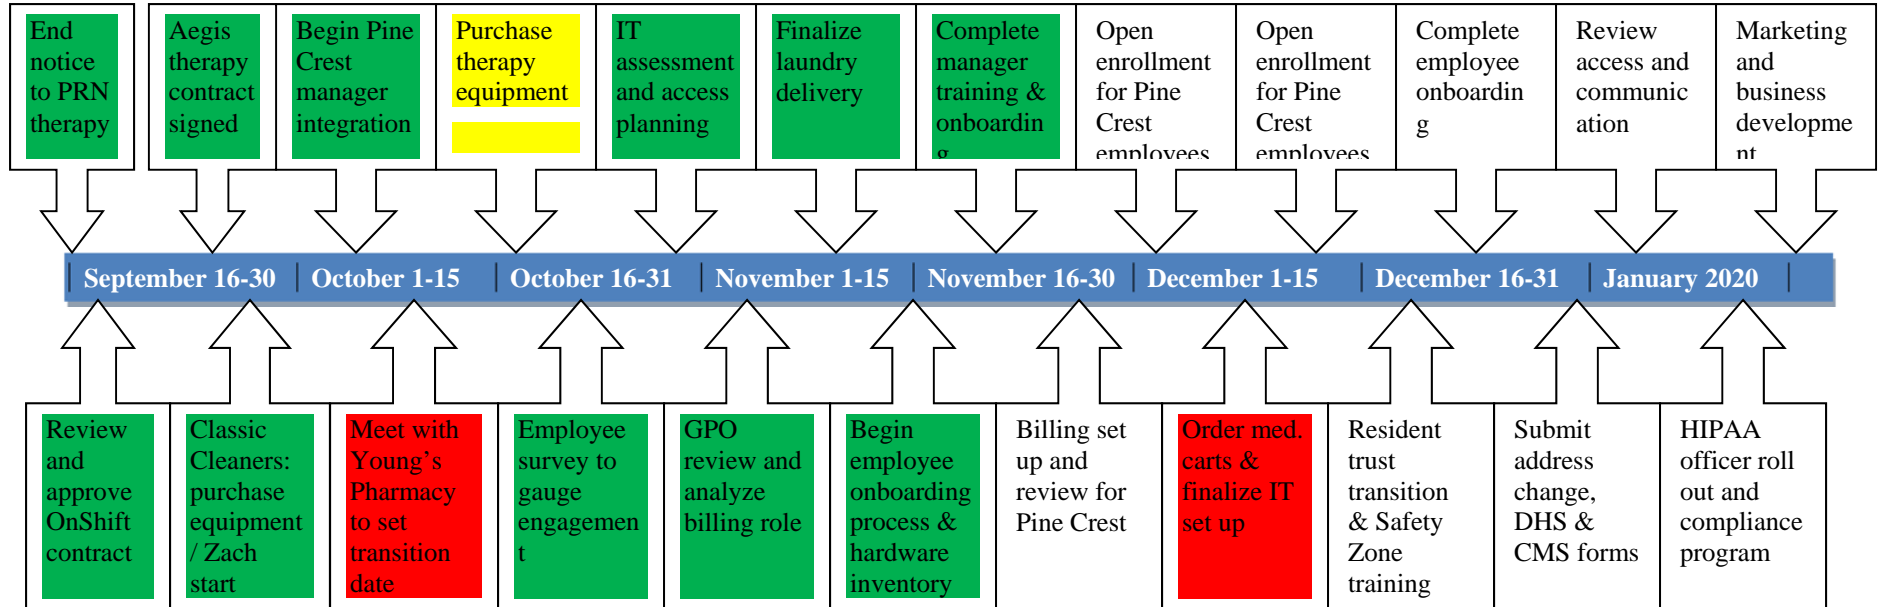 End
notice
to PRN
therapy
Aegis
therapy
contract
signed
Begin Pine
Crest
manager
integration
Purchase
therapy
equipment
IT
assessment
and access
planning
Finalize
laundry
delivery
Complete
manager
training &
onboardin
g
Open
enrollment
for Pine
Crest
employees
Open
enrollment
for Pine
Crest
employees
Complete
employee
onboardin
g
Review
access and
communic
ation
Marketing
and
business
developme
nt
September 16-30 | October 1-15 | October 16-31 | November 1-15 | November 16-30 | December 1-15 | December 16-31 | January 2020 |
Review
and
approve
OnShift
contract
Classic
Cleaners:
purchase
equipment
/ Zach
start
Meet with
Young’s
Pharmacy
to set
transition
date
Employee
survey to
gauge
engagemen
t
GPO
review and
analyze
billing role
Begin
employee
onboarding
process &
hardware
inventory
Billing set
up and
review for
Pine Crest
Order med.
carts &
finalize IT
set up
Resident
trust
transition
& Safety
Zone
training
Submit
address
change,
DHS &
CMS forms
HIPAA
officer roll
out and
compliance
program